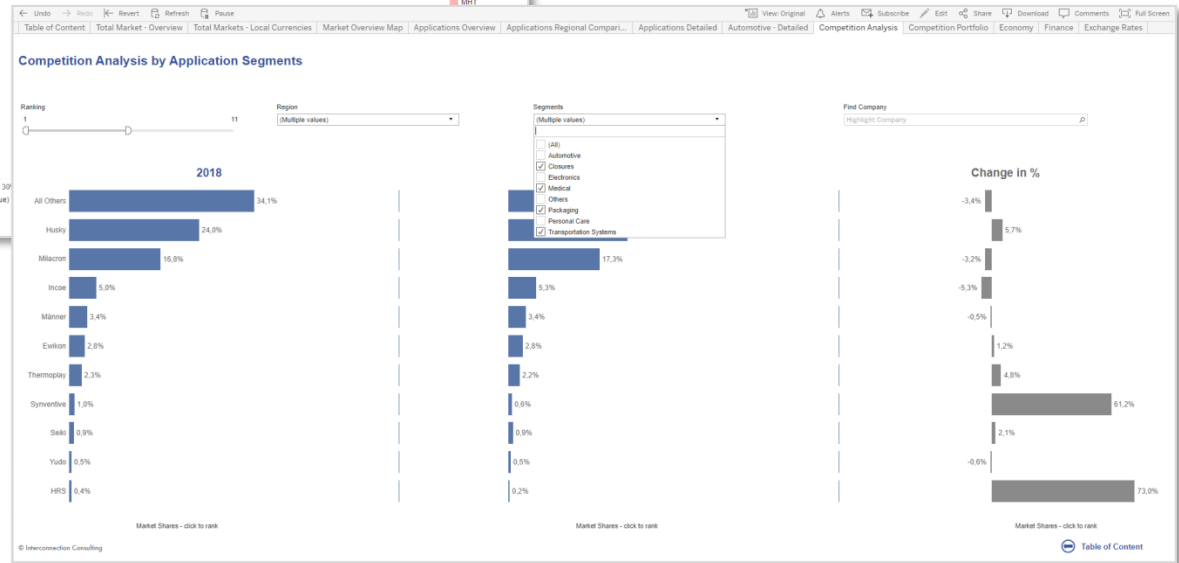 MHT
← Undo → Redo Revert Refresh Pause View: Original Alerts Subscribe Edit Share Download Comments Full Screen
Table of Content Total Market - Overview Total Markets - Local Currencies Market Overview Map Applications Overview Applications Regional Compari... Applications Detailed Automotive - Detailed Competition Analysis Competition Portfolio Economy Finance Exchange Rates
Competition Analysis by Application Segments
Ranking Region Segments Find Company
1 11 (Multiple values) (Multiple values) Highlight Company
(All)
Automotive
Closures
Electronics
Medical
Others
Packaging
Personal Care
Transportation Systems
2018 Change in %
30
ue)
All Others 34,1% -3,4%
Husky 24,0% 5,7%
Milacron 16,8% 17,3% -3,2%
Incoe 5,0% 5,3% -5,3%
Männer 3,4% 3,4% -0,5%
Ewikon 2,8% 2,8% 1,2%
Thermoplay 2,3% 2,2% 4,8%
Synventive 1,0% 0,6% 61,2%
Seiki 0,9% 0,9% 2,1%
Yudo 0,5% 0,5% -0,6%
HRS 0,4% 0,2% 73,0%
Market Shares - click to rank Market Shares - click to rank Market Shares - click to rank
© Interconnection Consulting Table of Content